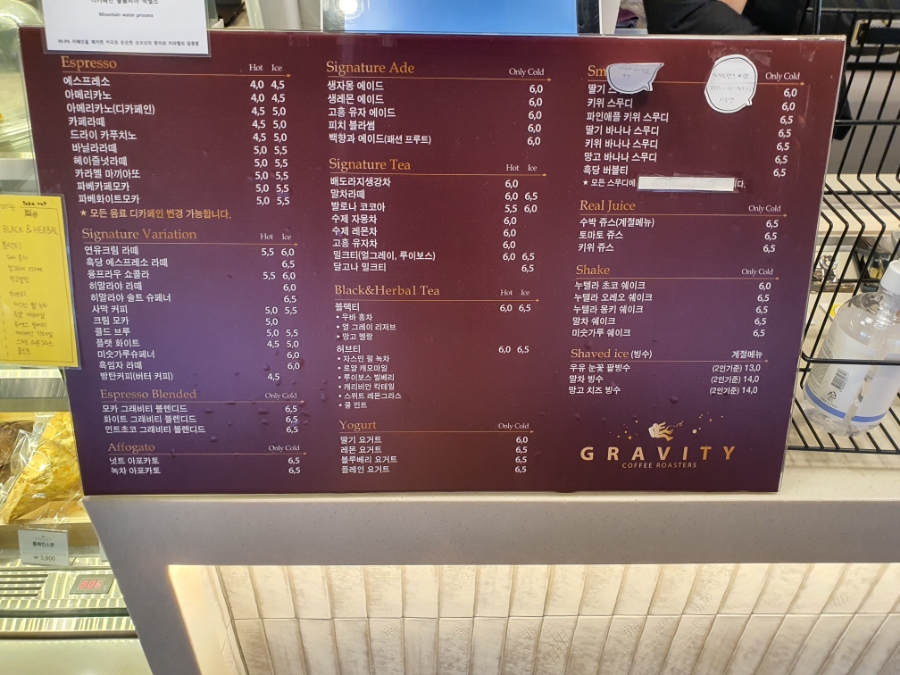 디카페인 콜롬비아
Mountain water process
Espresso Hot Ice
에스프레소 4,0 4,5
아메리카노 4,0 4,5
아메리카노(디카페인) 4,5 5,0
카페라떼 4,5 5,0
드라이 카푸치노 4,5 5,0
바닐라라떼 5,0 5,5
헤이즐넛라떼 5,0 5,5
카라멜 마끼아또 5,0 5,5
파베카페모카 5,0 5,5
파베화이트모카 5,0 5,5
★ 모든 음료 디카페인 변경 가능합니다.
Signature Variation Hot Ice
연유크림 라떼 5,5 6,0
흑당 에스프레소 라떼 6,5
융프라우 쇼콜라 5,5 6,0
히말라야 라떼 6,0
히말라야 솔트 슈페너 6,5
사막 커피 5,0 5,5
크림 모카 5,0
콜드 브루 5,0 5,5
플랫 화이트 4,5 5,0
미숫가루슈페너 6,0
흑임자 라떼 6,0
방탄커피(버터 커피) 4,5
Espresso Blended Only Cold
모카 그래비티 블렌디드 6,5
화이트 그래비티 블렌디드 6,5
민트초코 그래비티 블렌디드 6,5
Affogato Only Cold
넛트 아포카토 6,5
녹차 아포카토 6,5
Signature Ade Only Cold
생자몽 에이드 6,0
생레몬 에이드 6,0
고흥 유자 에이드 6,0
피치 블라썸 6,0
백향과 에이드(패션 프루트) 6,0
Signature Tea Hot Ice
배도라지생강차 6,0
말차라떼 6,0 6,5
발로나 코코아 5,5 6,0
수제 자몽차 6,0
수제 레몬차 6,0
고흥 유자차 6,0
밀크티(얼그레이, 루이보스) 6,0 6,5
달고나 밀크티 6,5
Black&Herbal Tea Hot Ice
블랙티 6,0 6,5
• 우바 홍차
• 얼 그레이 리저브
• 망고 멜랑
허브티 6,0 6,5
• 자스민 펄 녹차
• 로얄 캐모마일
• 루이보스 빌베리
• 캐리비안 칵테일
• 스위트 레몬그라스
• 쿨 민트
Yogurt Only Cold
딸기 요거트 6,0
레몬 요거트 6,5
블루베리 요거트 6,5
플레인 요거트 6,5
Sm Only Cold
딸기 6,0
키위 스무디 6,0
파인애플 키위 스무디 6,5
딸기 바나나 스무디 6,5
키위 바나나 스무디 6,5
망고 바나나 스무디 6,5
흑당 버블티 6,5
★ 모든 스무디에 다.
Real Juice Only Cold
수박 쥬스(계절메뉴) 6,5
토마토 쥬스 6,5
키위 쥬스 6,5
Shake Only Cold
누텔라 초코 쉐이크 6,0
누텔라 오레오 쉐이크 6,5
누텔라 몽키 쉐이크 6,5
말차 쉐이크 6,5
미숫가루 쉐이크 6,5
Shaved ice (빙수) 계절메뉴
우유 눈꽃 팥빙수 (2인기준) 13,0
말차 빙수 (2인기준) 14,0
망고 치즈 빙수 (2인기준) 14,0
GRAVITY
COFFEE ROASTERS
Take out
BLACK & HERBAL
플레인스콘
₩ 3,800